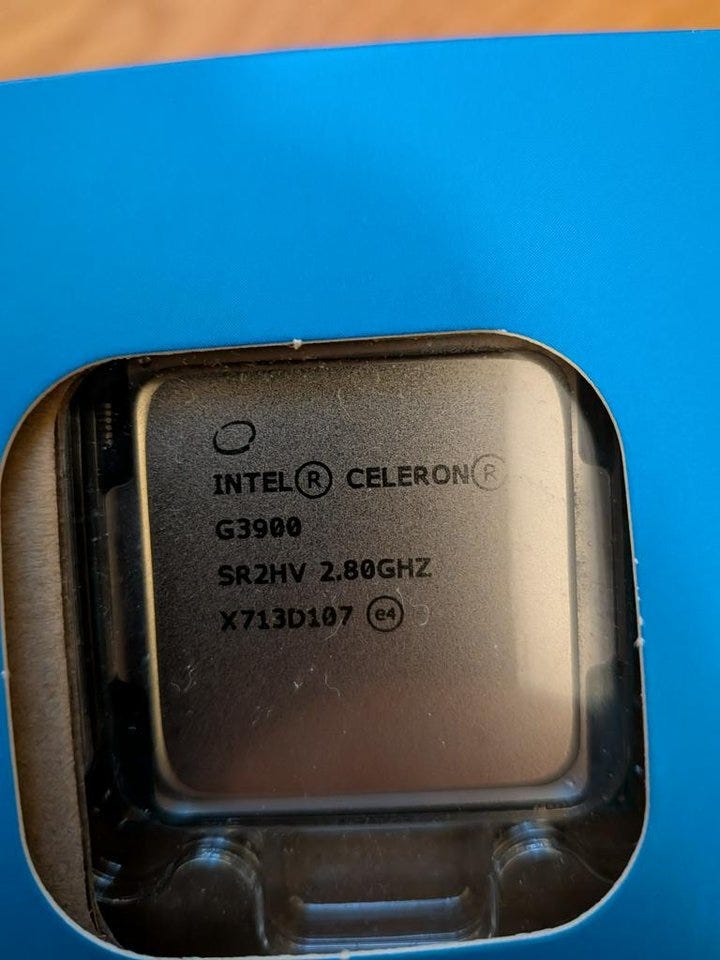 INTEL® CELERON®
G3900
SR2HV 2.80GHZ
X713D107 e4